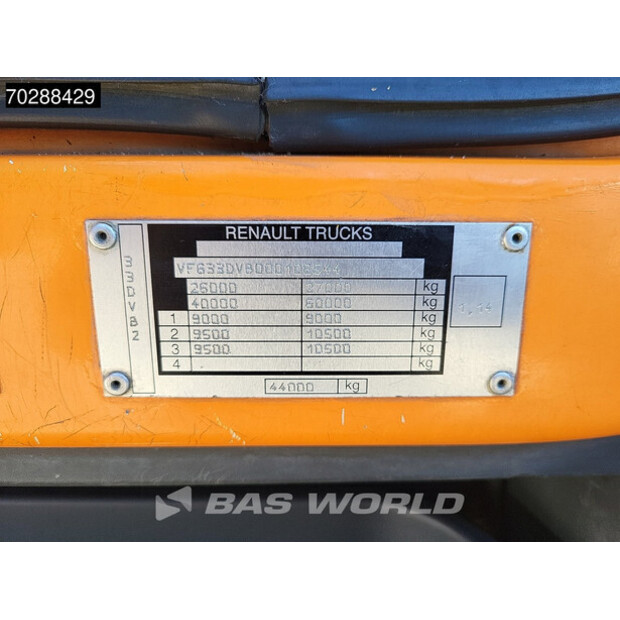 70288429
RENAULT TRUCKS
33DVB2
26000 27000 kg
40000 60000 kg
1 9000 9000 kg
2 9500 10500 kg
3 9500 10500 kg
4 kg
44000 kg
BAS WORLD